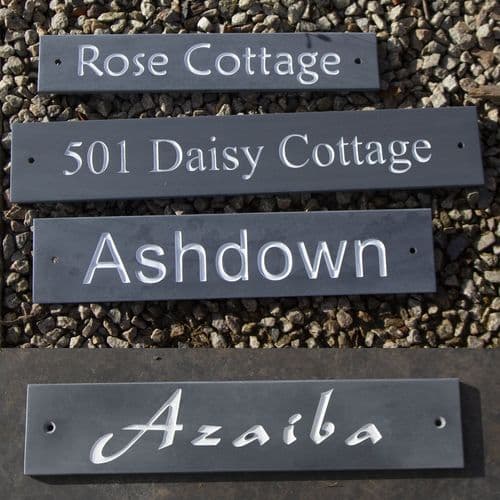 Rose Cottage
501 Daisy Cottage
Ashdown
Azaiba